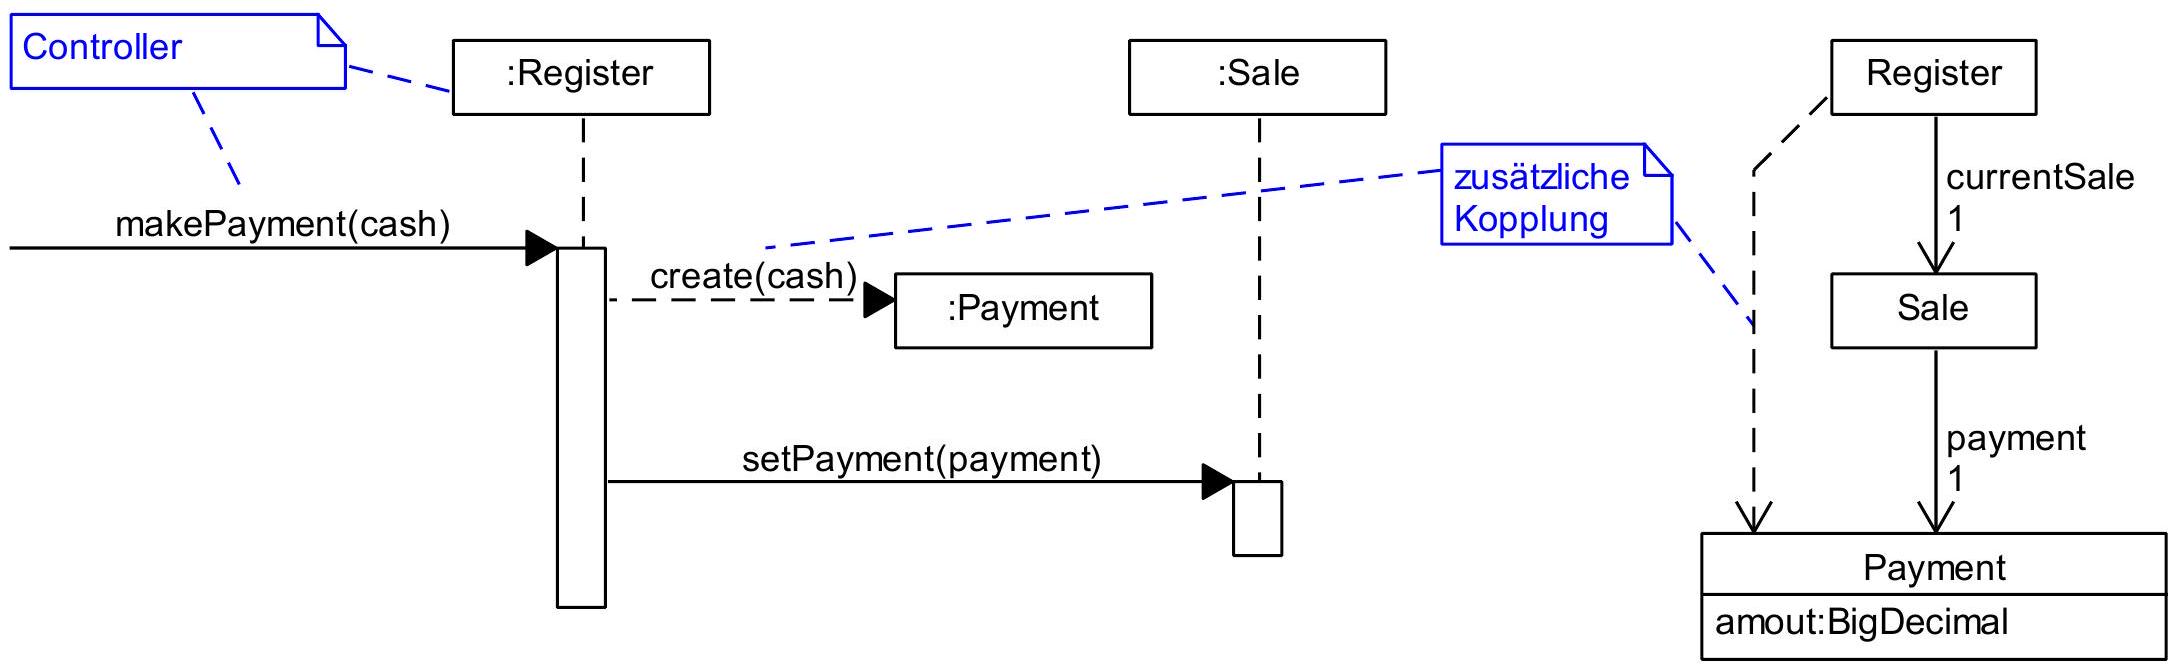 Controller
:Register
:Sale
Register
makePayment(cash)
create(cash)
:Payment
zusätzliche
Kopplung
currentSale
1
Sale
setPayment(payment)
payment
1
Payment
amout:BigDecimal